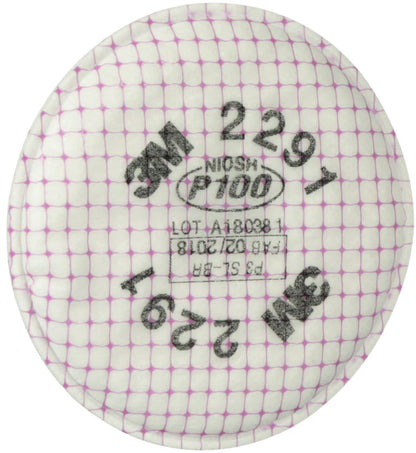 3M 2291
NIOSH
P100
LOT A18038 1
FAB 02/2018
P3 SL-BR
3M 2291